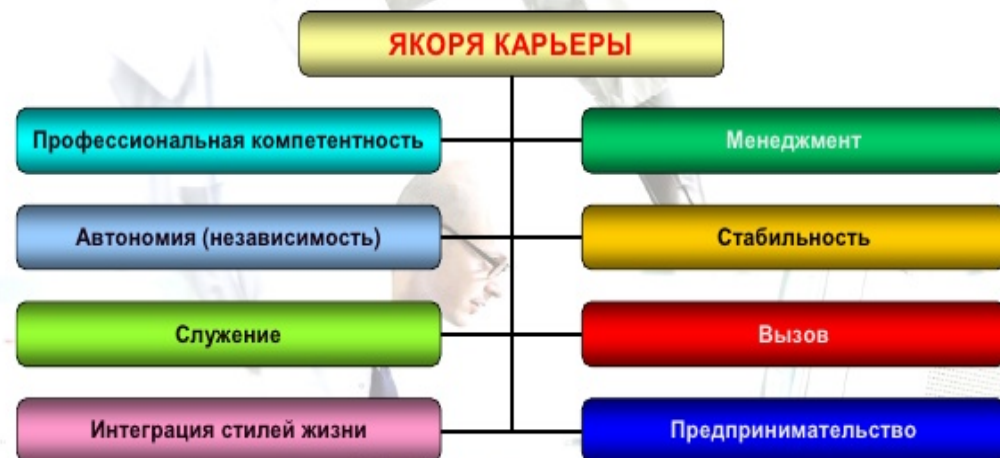 ЯКОРЯ КАРЬЕРЫ
Профессиональная компетентность
Менеджмент
Автономия (независимость)
Стабильность
Служение
Вызов
Интеграция стилей жизни
Предпринимательство